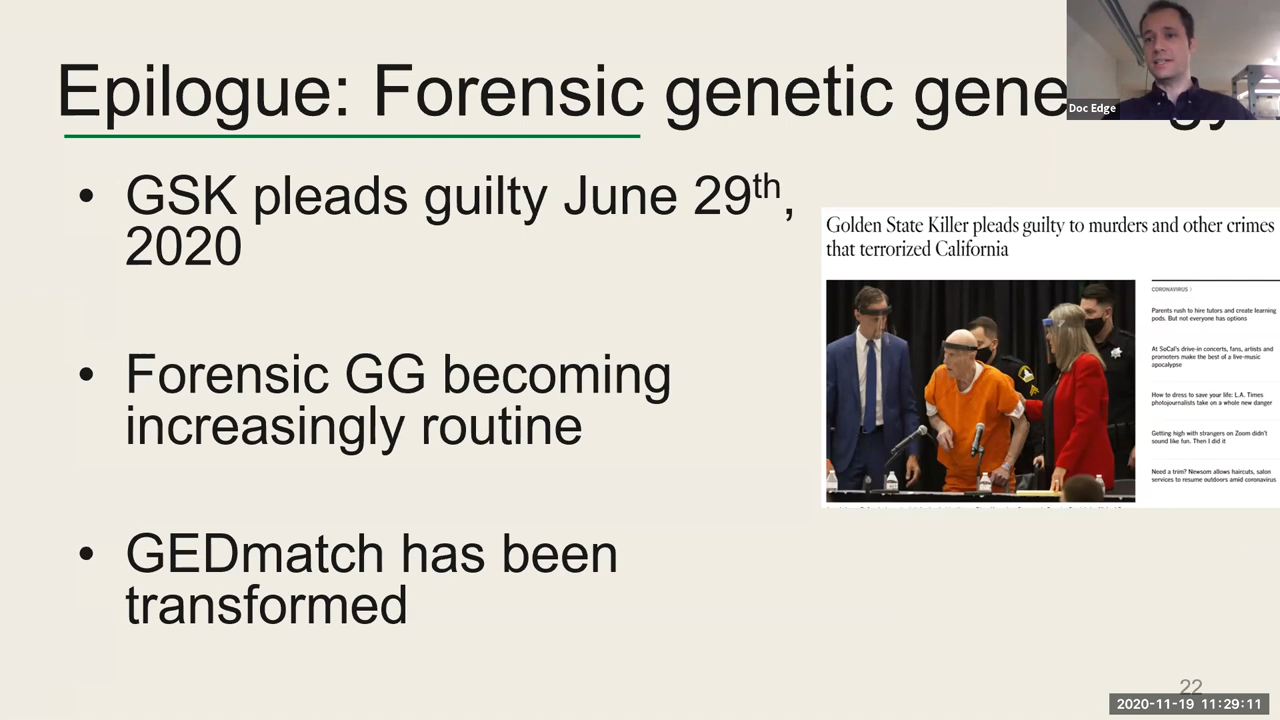 Epilogue: Forensic genetic gene
Doc Edge
• GSK pleads guilty June 29th,
2020
• Forensic GG becoming
increasingly routine
• GEDmatch has been
transformed
Golden State Killer pleads guilty to murders and other crimes
that terrorized California
CORONAVIRUS >
Parents rush to hire tutors and create learning
pods. But not everyone has options
At SoCal's drive-in concerts, fans, artists and
promoters make the best of a live-music
apocalypse
How to dress to save your life: L.A. Times
photojournalists take on a whole new danger
Getting high with strangers on Zoom didn't
sound like fun. Then I did it
Need a trim? Newsom allows haircuts, salon
services to resume outdoors amid coronavirus
22
2020-11-19 11:29:11